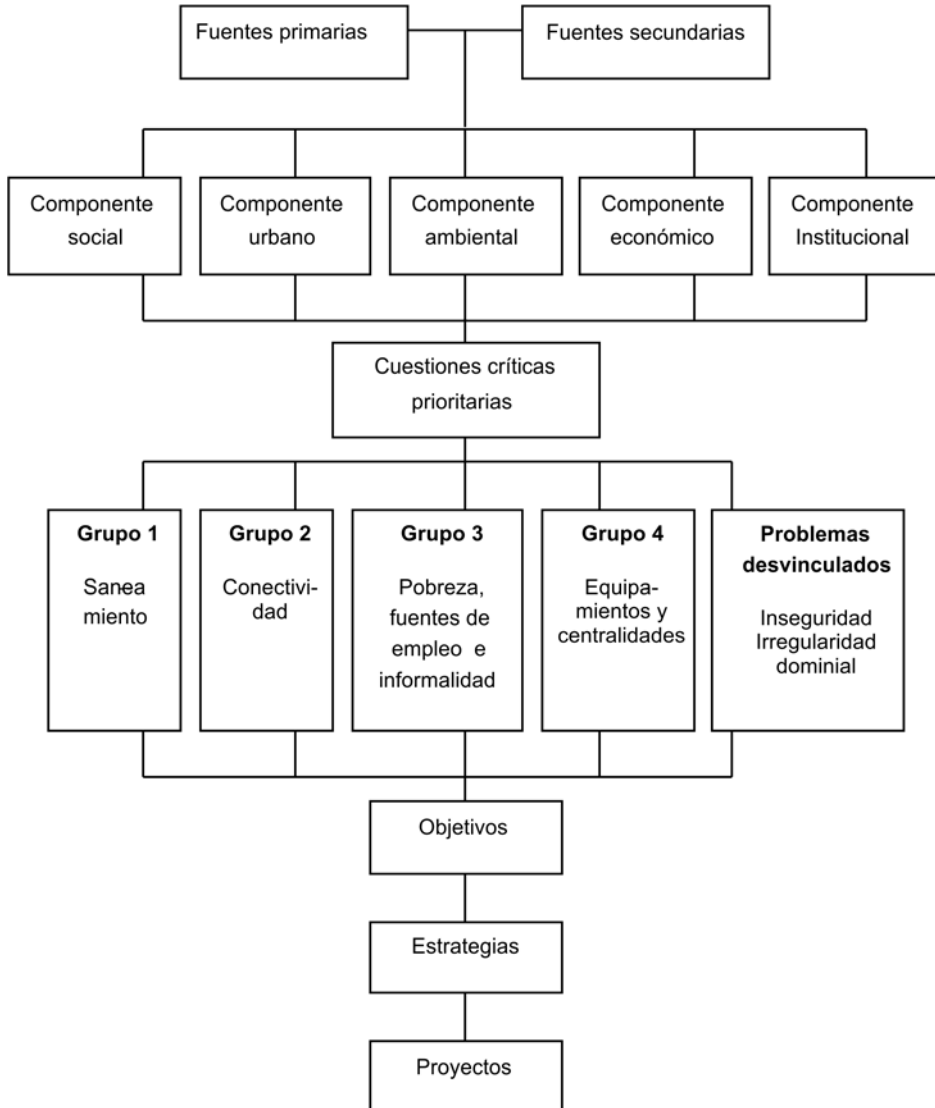 Fuentes primarias
Fuentes secundarias
Componente
social
Componente
urbano
Componente
ambiental
Componente
económico
Componente
Institucional
Cuestiones críticas
prioritarias
Grupo 1
Sanea-
miento
Grupo 2
Conectivi-
dad
Grupo 3
Pobreza,
fuentes de
empleo e
informalidad
Grupo 4
Equipa-
mientos y
centralidades
Problemas
desvinculados
Inseguridad
Irregularidad
dominial
Objetivos
Estrategias
Proyectos